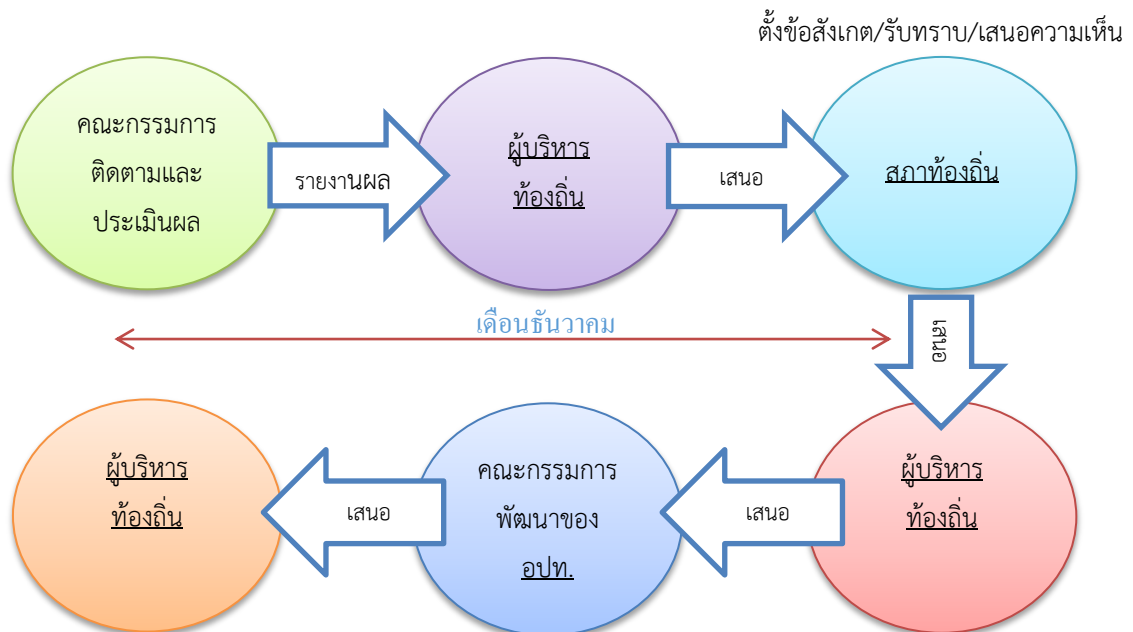 ตั้งข้อสังเกต/รับทราบ/เสนอความเห็น
คณะกรรมการ
ติดตามและ
ประเมินผล
รายงานผล
ผู้บริหาร
ท้องถิ่น
เสนอ
สภาท้องถิ่น
เดือนธันวาคม
เสนอ
ผู้บริหาร
ท้องถิ่น
เสนอ
คณะกรรมการ
พัฒนาของ
อปท.
เสนอ
ผู้บริหาร
ท้องถิ่น